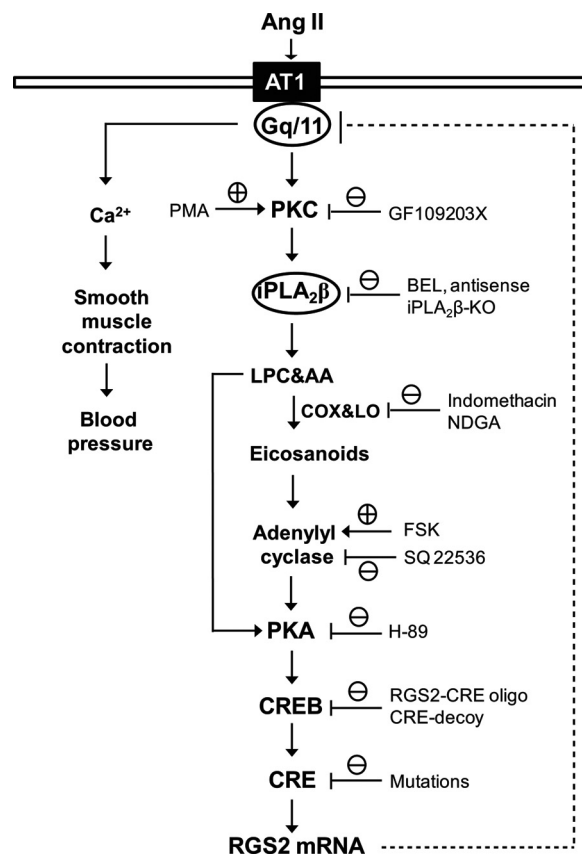 Ang II
AT1
Gq/11
Ca²⁺
Smooth
muscle
contraction
Blood
pressure
PMA
⊕
PKC
⊖
GF109203X
iPLA₂β
⊖
BEL, antisense
iPLA₂β-KO
LPC&AA
COX&LO
⊖
Indomethacin
NDGA
Eicosanoids
Adenylyl
cyclase
⊕
FSK
⊖
SQ 22536
PKA
⊖
H-89
CREB
⊖
RGS2-CRE oligo
CRE-decoy
CRE
⊖
Mutations
RGS2 mRNA